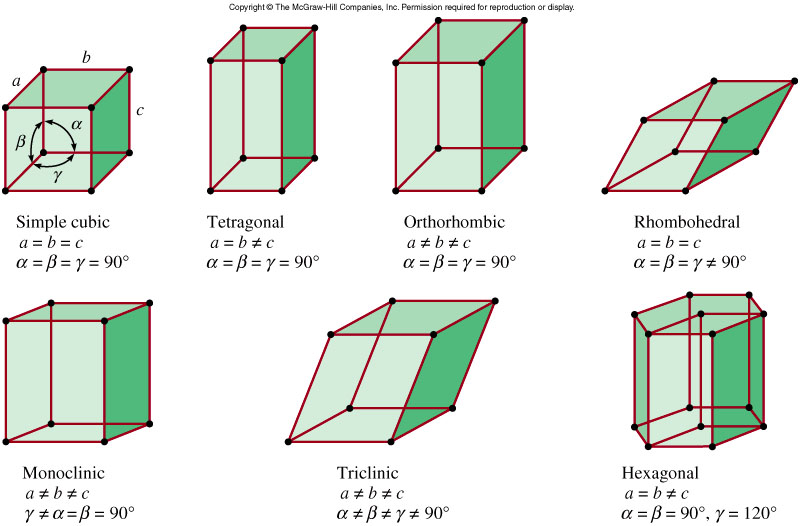 Copyright © The McGraw-Hill Companies, Inc. Permission required for reproduction or display.
a
b
c
α
β
γ
Simple cubic
a = b = c
α = β = γ = 90°
Tetragonal
a = b ≠ c
α = β = γ = 90°
Orthorhombic
a ≠ b ≠ c
α = β = γ = 90°
Rhombohedral
a = b = c
α = β = γ ≠ 90°
Monoclinic
a ≠ b ≠ c
γ ≠ α = β = 90°
Triclinic
a ≠ b ≠ c
α ≠ β ≠ γ ≠ 90°
Hexagonal
a = b ≠ c
α = β = 90°, γ = 120°